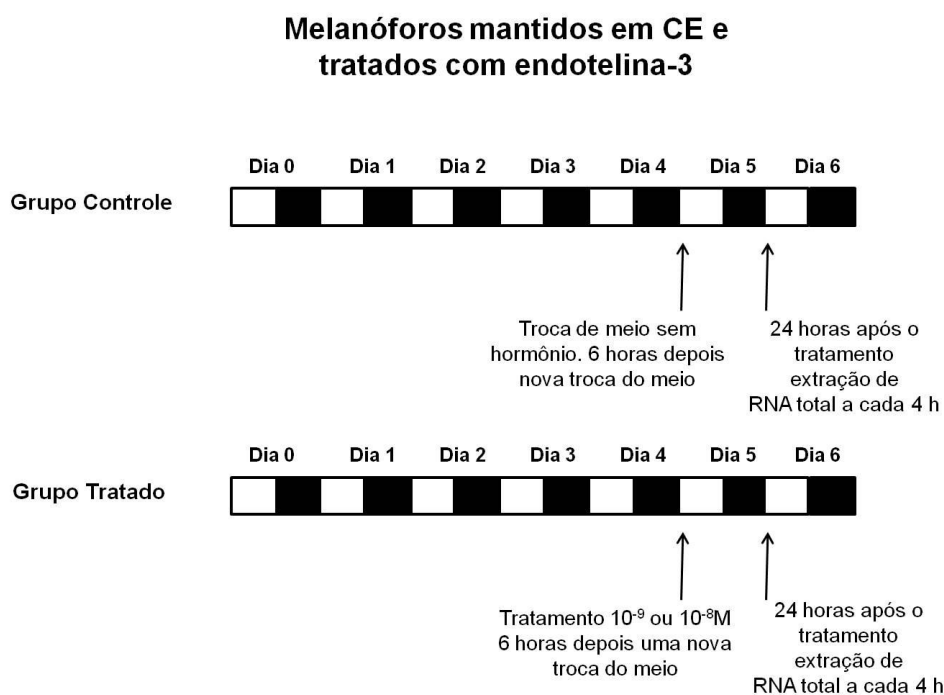 Melanóforos mantidos em CE e
tratados com endotelina-3
Dia 0 Dia 1 Dia 2 Dia 3 Dia 4 Dia 5 Dia 6
Grupo Controle
Troca de meio sem
hormônio. 6 horas depois
nova troca do meio
24 horas após o
tratamento
extração de
RNA total a cada 4 h
Dia 0 Dia 1 Dia 2 Dia 3 Dia 4 Dia 5 Dia 6
Grupo Tratado
Tratamento 10⁻⁹ ou 10⁻⁸M
6 horas depois uma nova
troca do meio
24 horas após o
tratamento
extração de
RNA total a cada 4 h